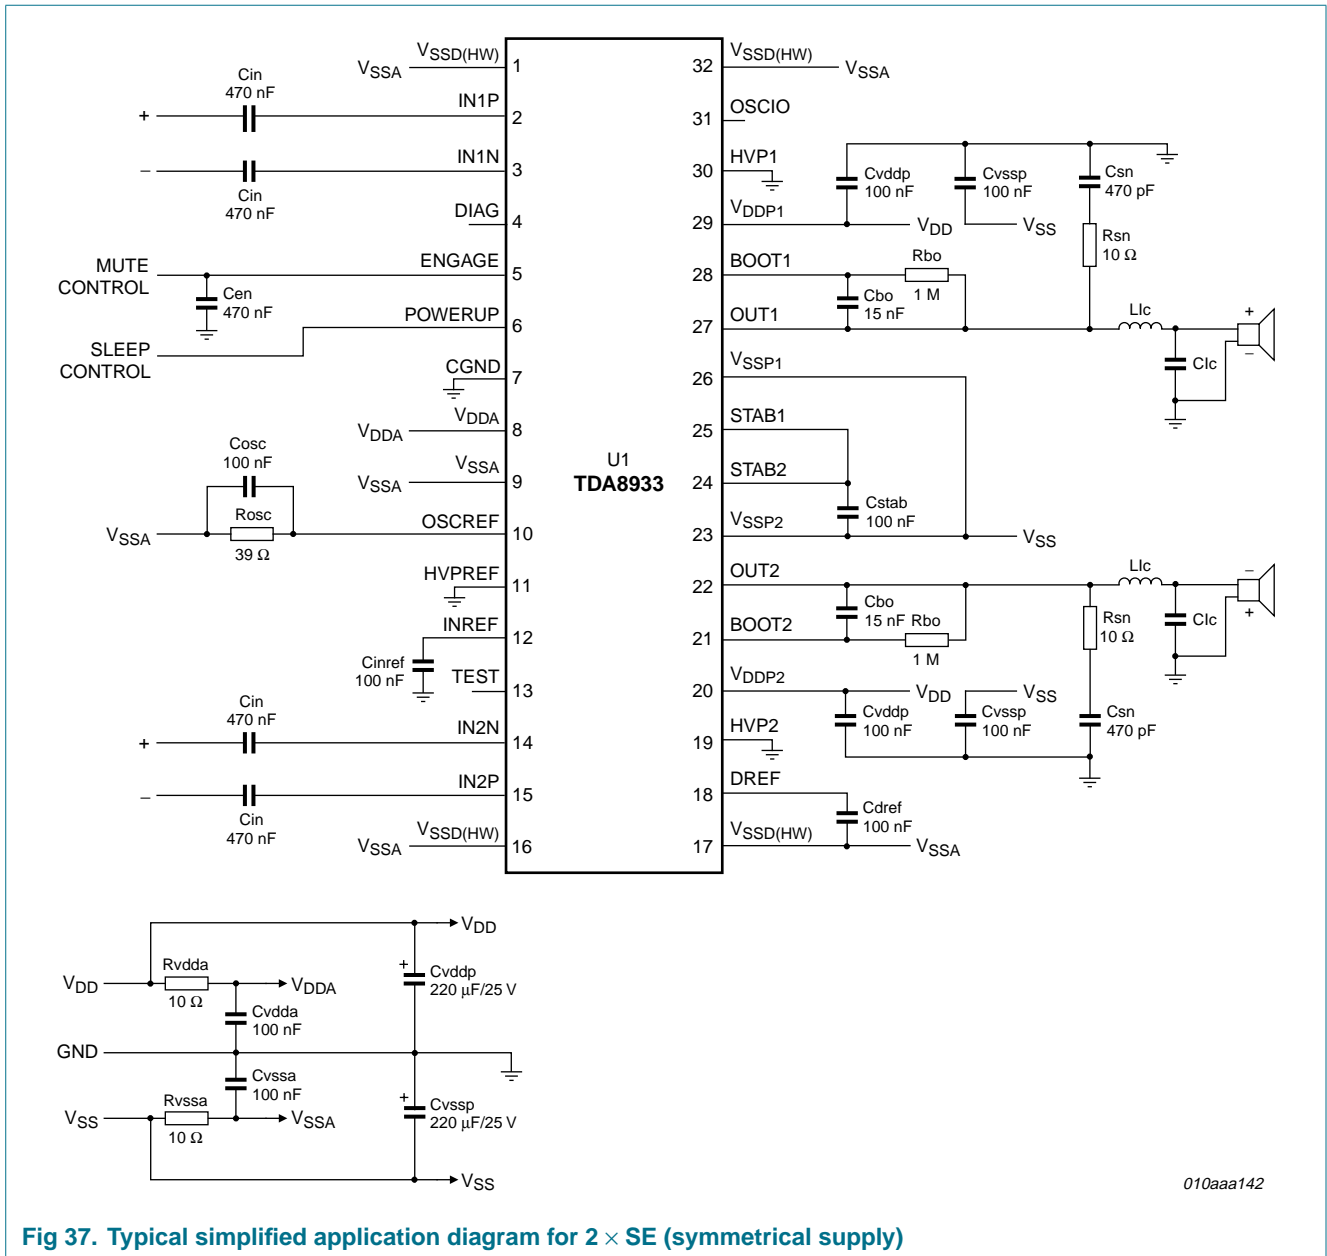 VSSD(HW)
VSSA
1
Cin
470 nF
+
IN1P
2
−
IN1N
3
Cin
470 nF
DIAG
4
MUTE
CONTROL
ENGAGE
5
Cen
470 nF
POWERUP
6
SLEEP
CONTROL
CGND
7
VDDA
VDDA
8
VSSA
VSSA
9
Cosc
100 nF
Rosc
VSSA
39 Ω
OSCREF
10
HVPREF
11
INREF
12
Cinref
100 nF
TEST
13
Cin
470 nF
+
IN2N
14
−
IN2P
15
Cin
470 nF
VSSD(HW)
VSSA
16
U1
TDA8933
32
VSSD(HW)
VSSA
31
OSCIO
30
HVP1
Cvddp
100 nF
Cvssp
100 nF
Csn
470 pF
29
VDDP1
VDD
VSS
Rsn
10 Ω
28
BOOT1
Rbo
1 M
Cbo
15 nF
27
OUT1
Llc
+
−
Clc
26
VSSP1
25
STAB1
24
STAB2
Cstab
100 nF
23
VSSP2
VSS
22
OUT2
Llc
−
+
Clc
Cbo
15 nF
Rbo
1 M
Rsn
10 Ω
21
BOOT2
20
VDDP2
VDD
VSS
Cvddp
100 nF
Cvssp
100 nF
Csn
470 pF
19
HVP2
18
DREF
Cdref
100 nF
17
VSSD(HW)
VSSA
VDD
VDD
Rvdda
10 Ω
VDDA
+
Cvddp
220 μF/25 V
Cvdda
100 nF
GND
Cvssa
100 nF
VSS
Rvssa
10 Ω
VSSA
+
Cvssp
220 μF/25 V
VSS
010aaa142
Fig 37. Typical simplified application diagram for 2 × SE (symmetrical supply)